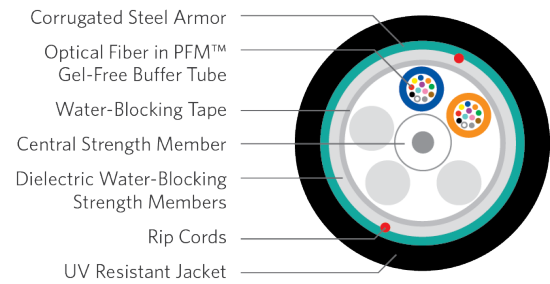 Corrugated Steel Armor
Optical Fiber in PFM™
Gel-Free Buffer Tube
Water-Blocking Tape
Central Strength Member
Dielectric Water-Blocking
Strength Members
Rip Cords
UV Resistant Jacket